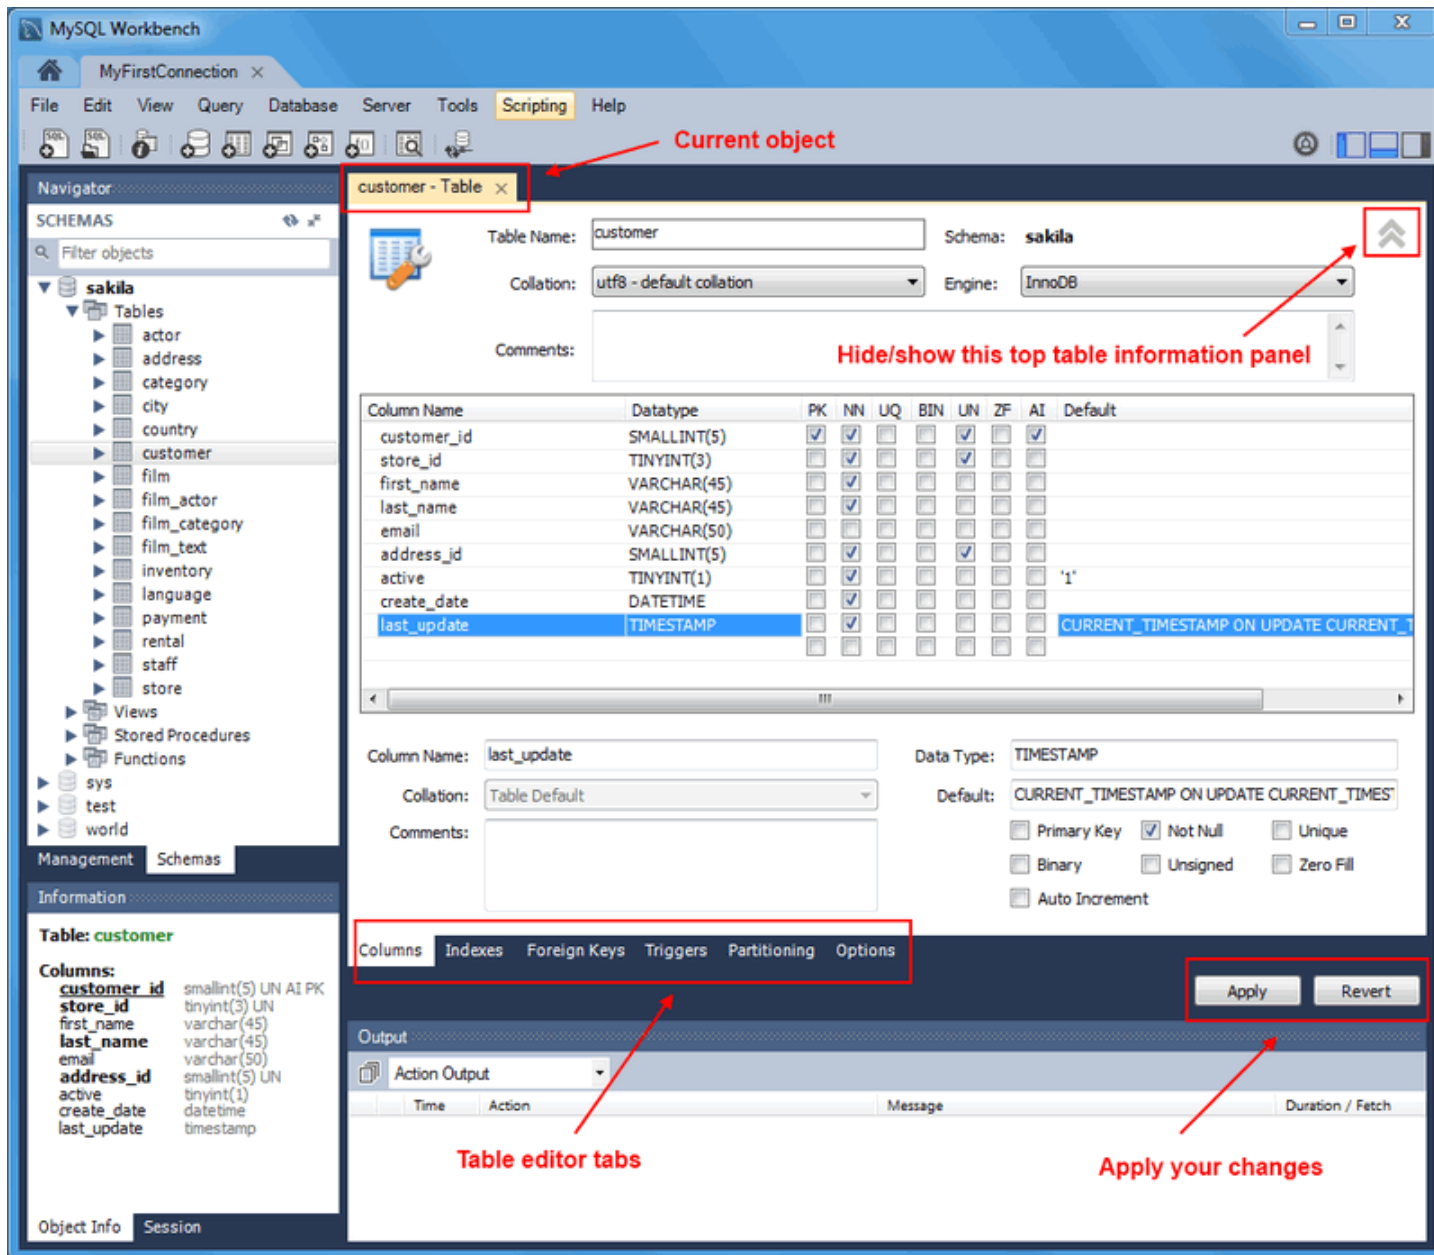 MySQL Workbench
MyFirstConnection
File Edit View Query Database Server Tools Scripting Help
Current object
Navigator
customer - Table
SCHEMAS
Filter objects
sakila
Tables
actor
address
category
city
country
customer
film
film_actor
film_category
film_text
inventory
language
payment
rental
staff
store
Views
Stored Procedures
Functions
sys
test
world
Management Schemas
Table Name: customer Schema: sakila
Collation: utf8 - default collation Engine: InnoDB
Comments:
Hide/show this top table information panel
Column Name Datatype PK NN UQ BIN UN ZF AI Default
customer_id SMALLINT(5)
store_id TINYINT(3)
first_name VARCHAR(45)
last_name VARCHAR(45)
email VARCHAR(50)
address_id SMALLINT(5)
active TINYINT(1) '1'
create_date DATETIME
last_update TIMESTAMP CURRENT_TIMESTAMP ON UPDATE CURRENT_T
Column Name: last_update Data Type: TIMESTAMP
Collation: Table Default Default: CURRENT_TIMESTAMP ON UPDATE CURRENT_TIMEST
Comments:
Primary Key Not Null Unique
Binary Unsigned Zero Fill
Auto Increment
Columns Indexes Foreign Keys Triggers Partitioning Options
Apply Revert
Information
Table: customer
Columns:
customer_id smallint(5) UN AI PK
store_id tinyint(3) UN
first_name varchar(45)
last_name varchar(45)
email varchar(50)
address_id smallint(5) UN
active tinyint(1)
create_date datetime
last_update timestamp
Object Info Session
Output
Action Output
Time Action Message Duration / Fetch
Table editor tabs
Apply your changes